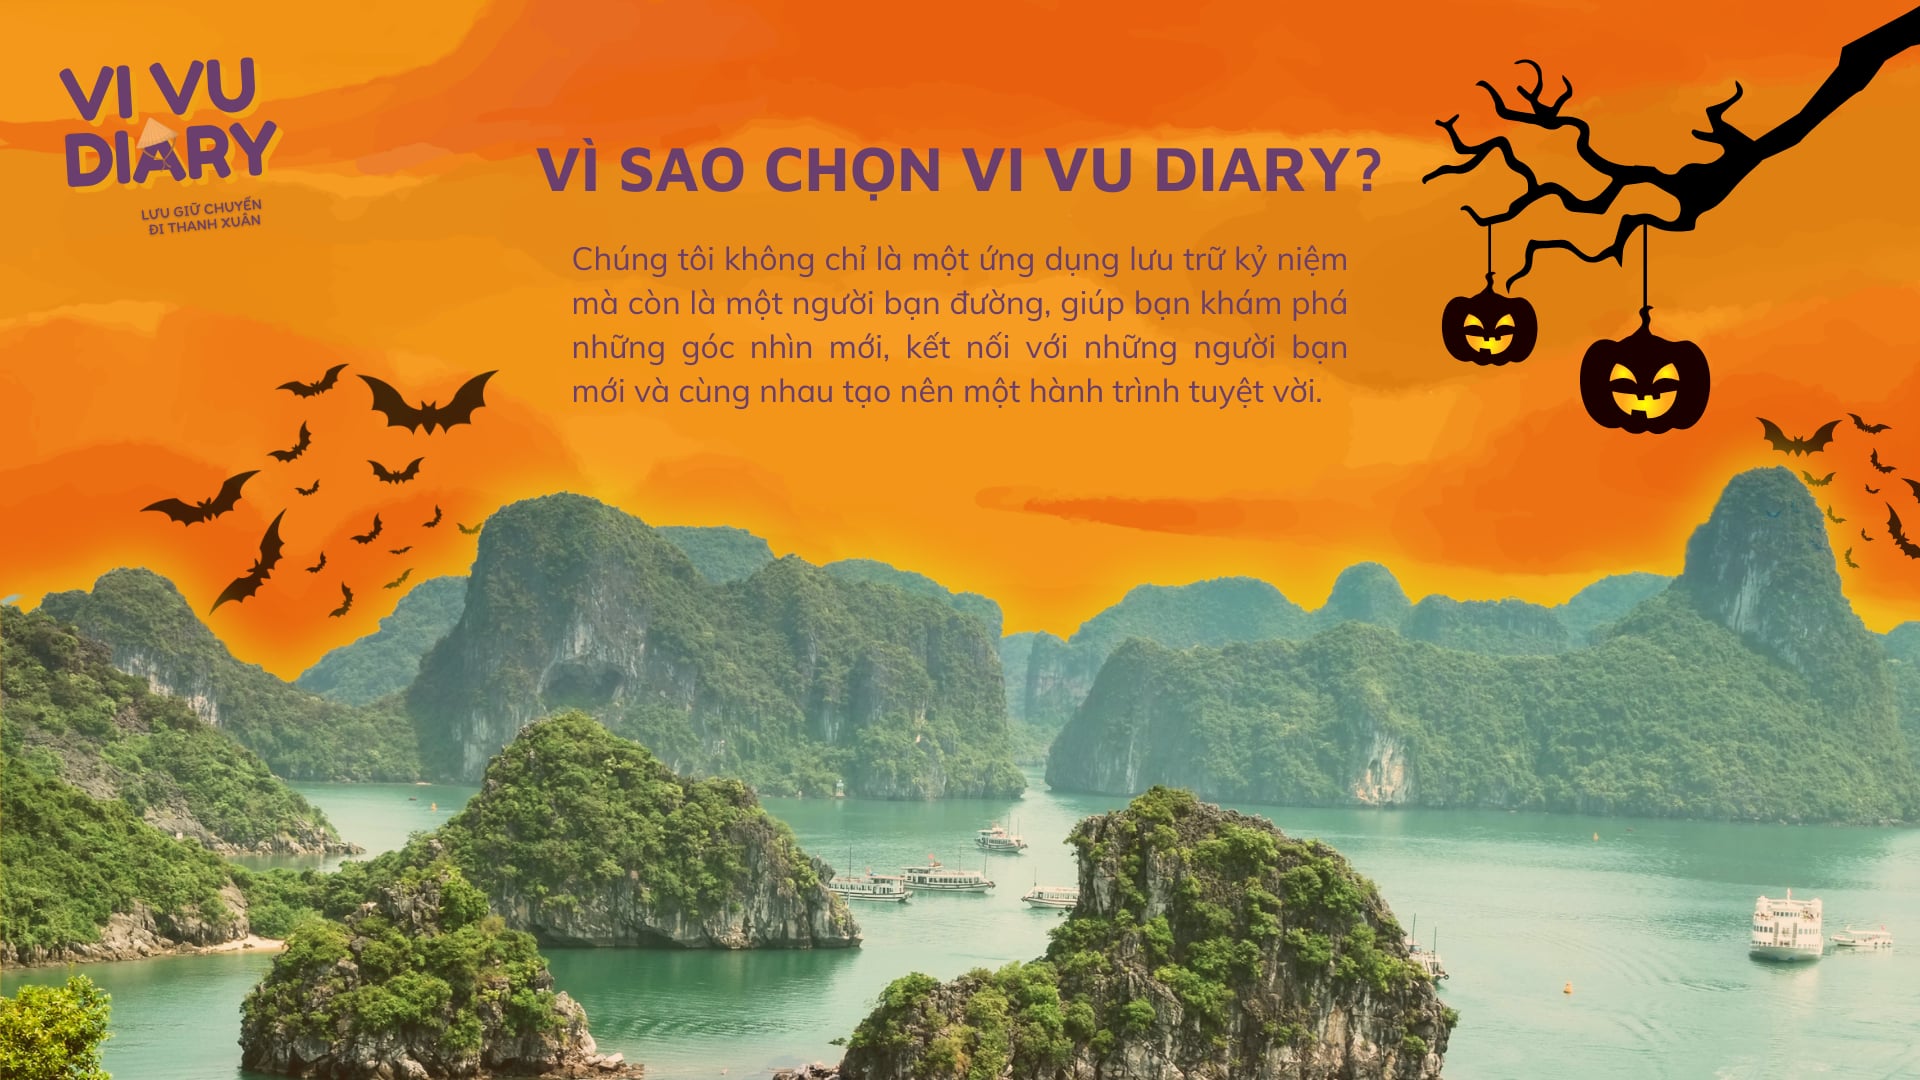 VI VU
DIARY
LƯU GIỮ CHUYẾN
ĐI THANH XUÂN
VÌ SAO CHỌN VI VU DIARY?
Chúng tôi không chỉ là một ứng dụng lưu trữ kỷ niệm
mà còn là một người bạn đường, giúp bạn khám phá
những góc nhìn mới, kết nối với những người bạn
mới và cùng nhau tạo nên một hành trình tuyệt vời.